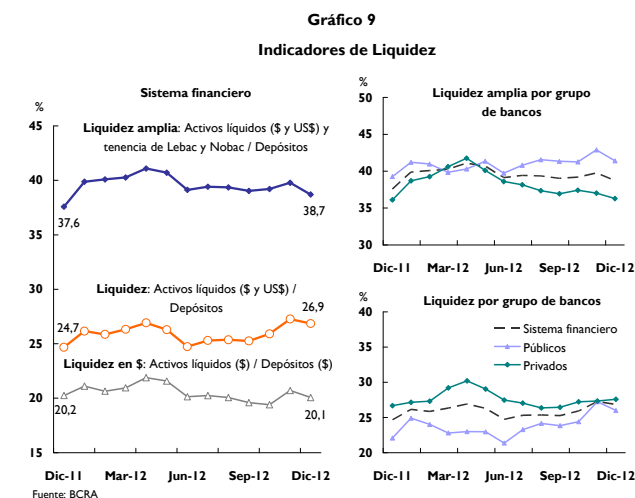 Gráfico 9
Indicadores de Liquidez
Sistema financiero
%
45
40
35
30
25
20
15
Liquidez amplia: Activos líquidos ($ y US$) y
tenencia de Lebac y Nobac / Depósitos
37,6
38,7
Liquidez: Activos líquidos ($ y US$) /
Depósitos
24,7
26,9
Liquidez en $: Activos líquidos ($) / Depósitos ($)
20,2
20,1
Dic-11 Mar-12 Jun-12 Sep-12 Dic-12
Liquidez amplia por grupo
de bancos
%
50
45
40
35
30
Dic-11 Mar-12 Jun-12 Sep-12 Dic-12
Liquidez por grupo de bancos
%
40
35
30
25
20
Sistema financiero
Públicos
Privados
Dic-11 Mar-12 Jun-12 Sep-12 Dic-12
Fuente: BCRA